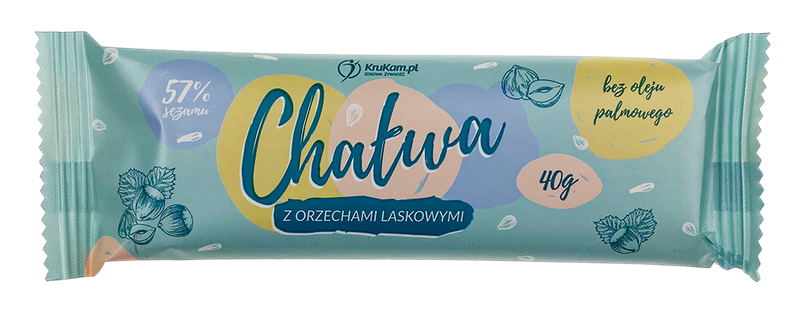 KruKam.pl
ZDROWA ŻYWNOŚĆ
57%
sezamu
bez oleju
palmowego
Chałwa
40g
Z ORZECHAMI LASKOWYMI